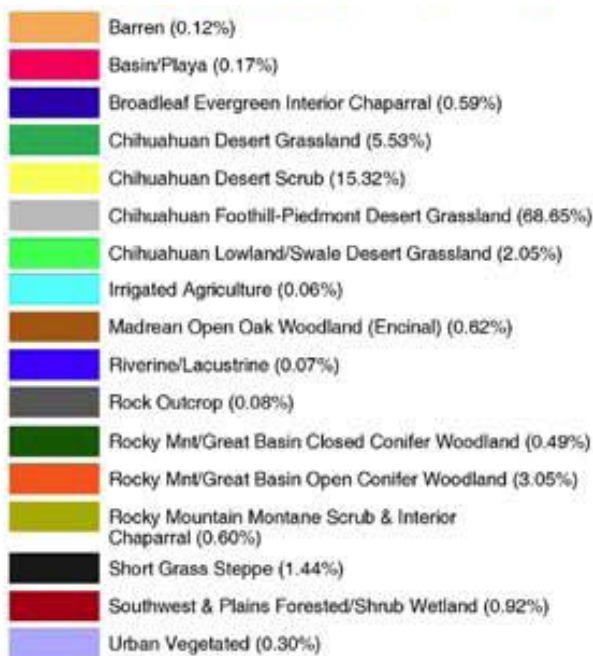 Barren (0.12%)
Basin/Playa (0.17%)
Broadleaf Evergreen Interior Chaparral (0.59%)
Chihuahuan Desert Grassland (5.53%)
Chihuahuan Desert Scrub (15.32%)
Chihuahuan Foothill-Piedmont Desert Grassland (68.65%)
Chihuahuan Lowland/Swale Desert Grassland (2.05%)
Irrigated Agriculture (0.06%)
Madrean Open Oak Woodland (Encinal) (0.62%)
Riverine/Lacustrine (0.07%)
Rock Outcrop (0.08%)
Rocky Mnt/Great Basin Closed Conifer Woodland (0.49%)
Rocky Mnt/Great Basin Open Conifer Woodland (3.05%)
Rocky Mountain Montane Scrub & Interior
Chaparral (0.60%)
Short Grass Steppe (1.44%)
Southwest & Plains Forested/Shrub Wetland (0.92%)
Urban Vegetated (0.30%)